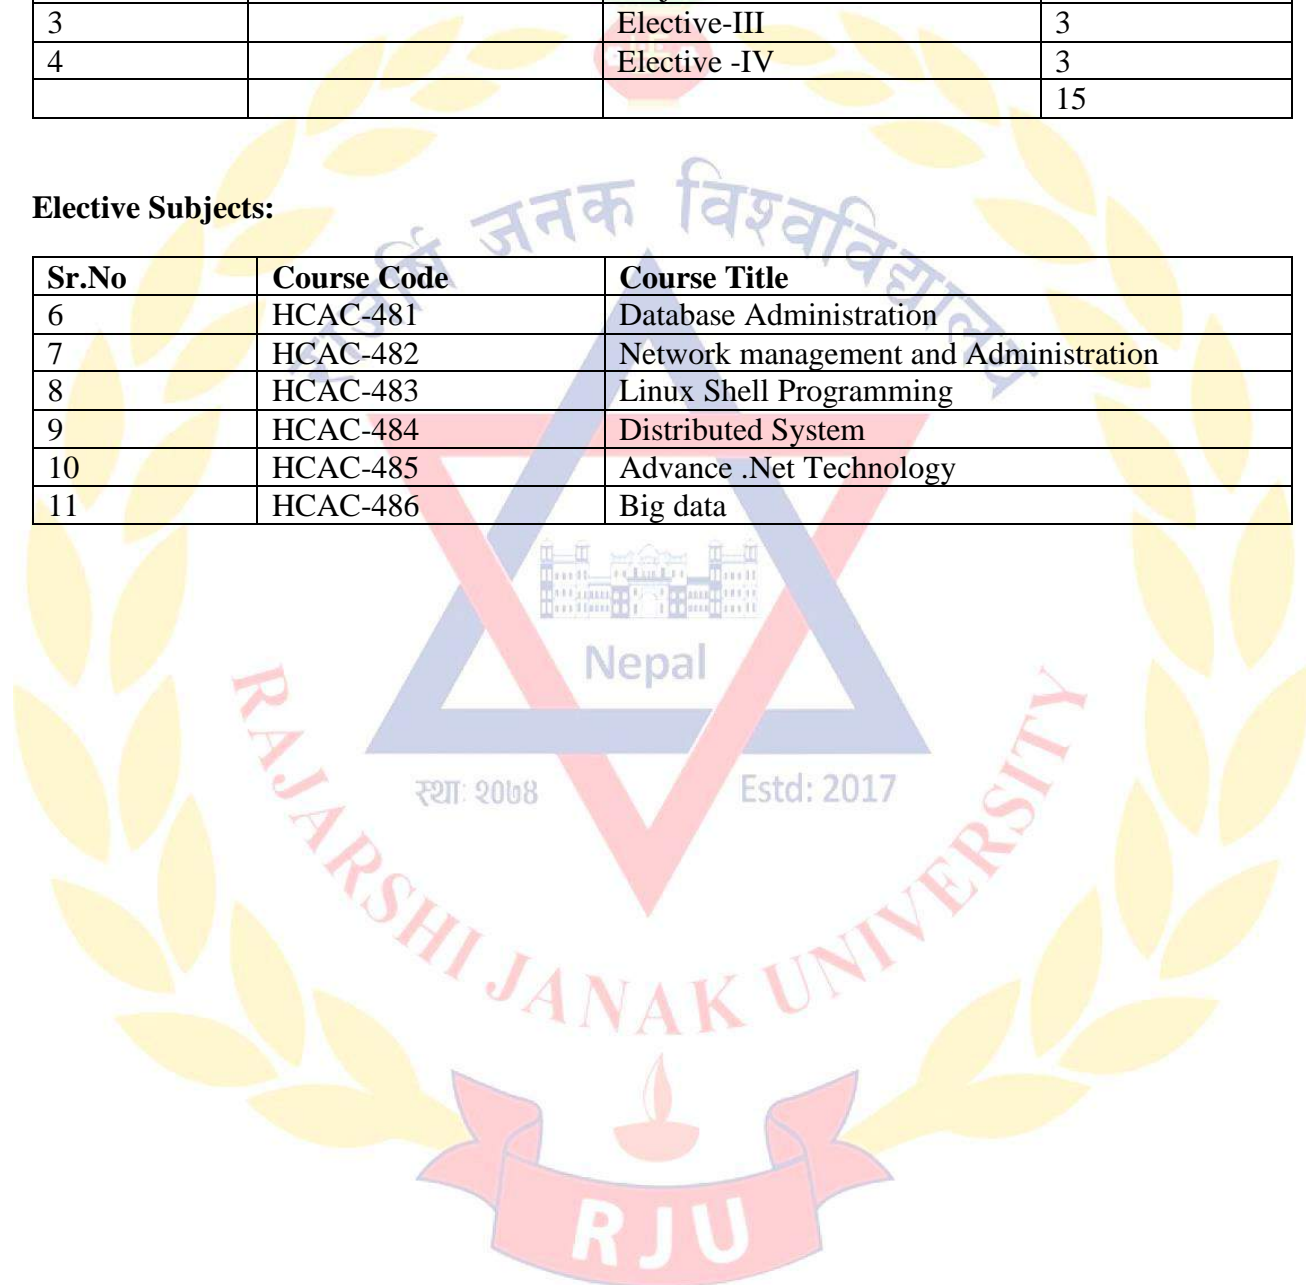 3 Elective-III 3
4 Elective -IV 3
15
Elective Subjects:
Sr.No Course Code Course Title
6 HCAC-481 Database Administration
7 HCAC-482 Network management and Administration
8 HCAC-483 Linux Shell Programming
9 HCAC-484 Distributed System
10 HCAC-485 Advance .Net Technology
11 HCAC-486 Big data
राजर्षि जनक विश्वविद्यालय
Nepal
स्था: २०७४ Estd: 2017
RAJARSHI JANAK UNIVERSITY
RJU